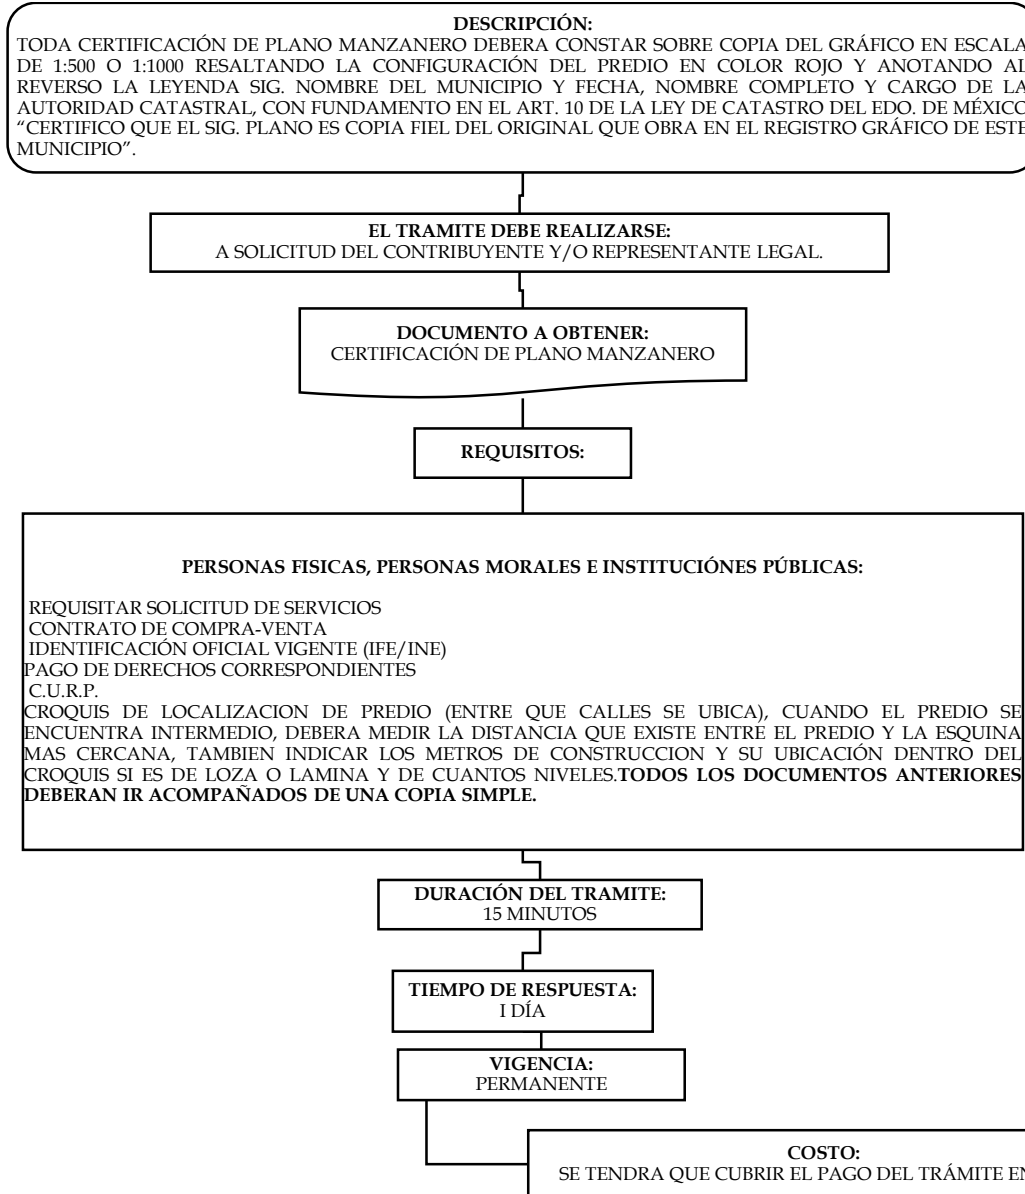 DESCRIPCIÓN:
TODA CERTIFICACIÓN DE PLANO MANZANERO DEBERA CONSTAR SOBRE COPIA DEL GRÁFICO EN ESCALA
DE 1:500 O 1:1000 RESALTANDO LA CONFIGURACIÓN DEL PREDIO EN COLOR ROJO Y ANOTANDO AL
REVERSO LA LEYENDA SIG. NOMBRE DEL MUNICIPIO Y FECHA, NOMBRE COMPLETO Y CARGO DE LA
AUTORIDAD CATASTRAL, CON FUNDAMENTO EN EL ART. 10 DE LA LEY DE CATASTRO DEL EDO. DE MÉXICO
“CERTIFICO QUE EL SIG. PLANO ES COPIA FIEL DEL ORIGINAL QUE OBRA EN EL REGISTRO GRÁFICO DE ESTE
MUNICIPIO”.
EL TRAMITE DEBE REALIZARSE:
A SOLICITUD DEL CONTRIBUYENTE Y/O REPRESENTANTE LEGAL.
DOCUMENTO A OBTENER:
CERTIFICACIÓN DE PLANO MANZANERO
REQUISITOS:
PERSONAS FISICAS, PERSONAS MORALES E INSTITUCIÓNES PÚBLICAS:
REQUISITAR SOLICITUD DE SERVICIOS
CONTRATO DE COMPRA-VENTA
IDENTIFICACIÓN OFICIAL VIGENTE (IFE/INE)
PAGO DE DERECHOS CORRESPONDIENTES
C.U.R.P.
CROQUIS DE LOCALIZACION DE PREDIO (ENTRE QUE CALLES SE UBICA), CUANDO EL PREDIO SE
ENCUENTRA INTERMEDIO, DEBERA MEDIR LA DISTANCIA QUE EXISTE ENTRE EL PREDIO Y LA ESQUINA
MAS CERCANA, TAMBIEN INDICAR LOS METROS DE CONSTRUCCION Y SU UBICACIÓN DENTRO DEL
CROQUIS SI ES DE LOZA O LAMINA Y DE CUANTOS NIVELES.TODOS LOS DOCUMENTOS ANTERIORES
DEBERAN IR ACOMPAÑADOS DE UNA COPIA SIMPLE.
DURACIÓN DEL TRAMITE:
15 MINUTOS
TIEMPO DE RESPUESTA:
I DÍA
VIGENCIA:
PERMANENTE
COSTO:
SE TENDRA QUE CUBRIR EL PAGO DEL TRÁMITE EN